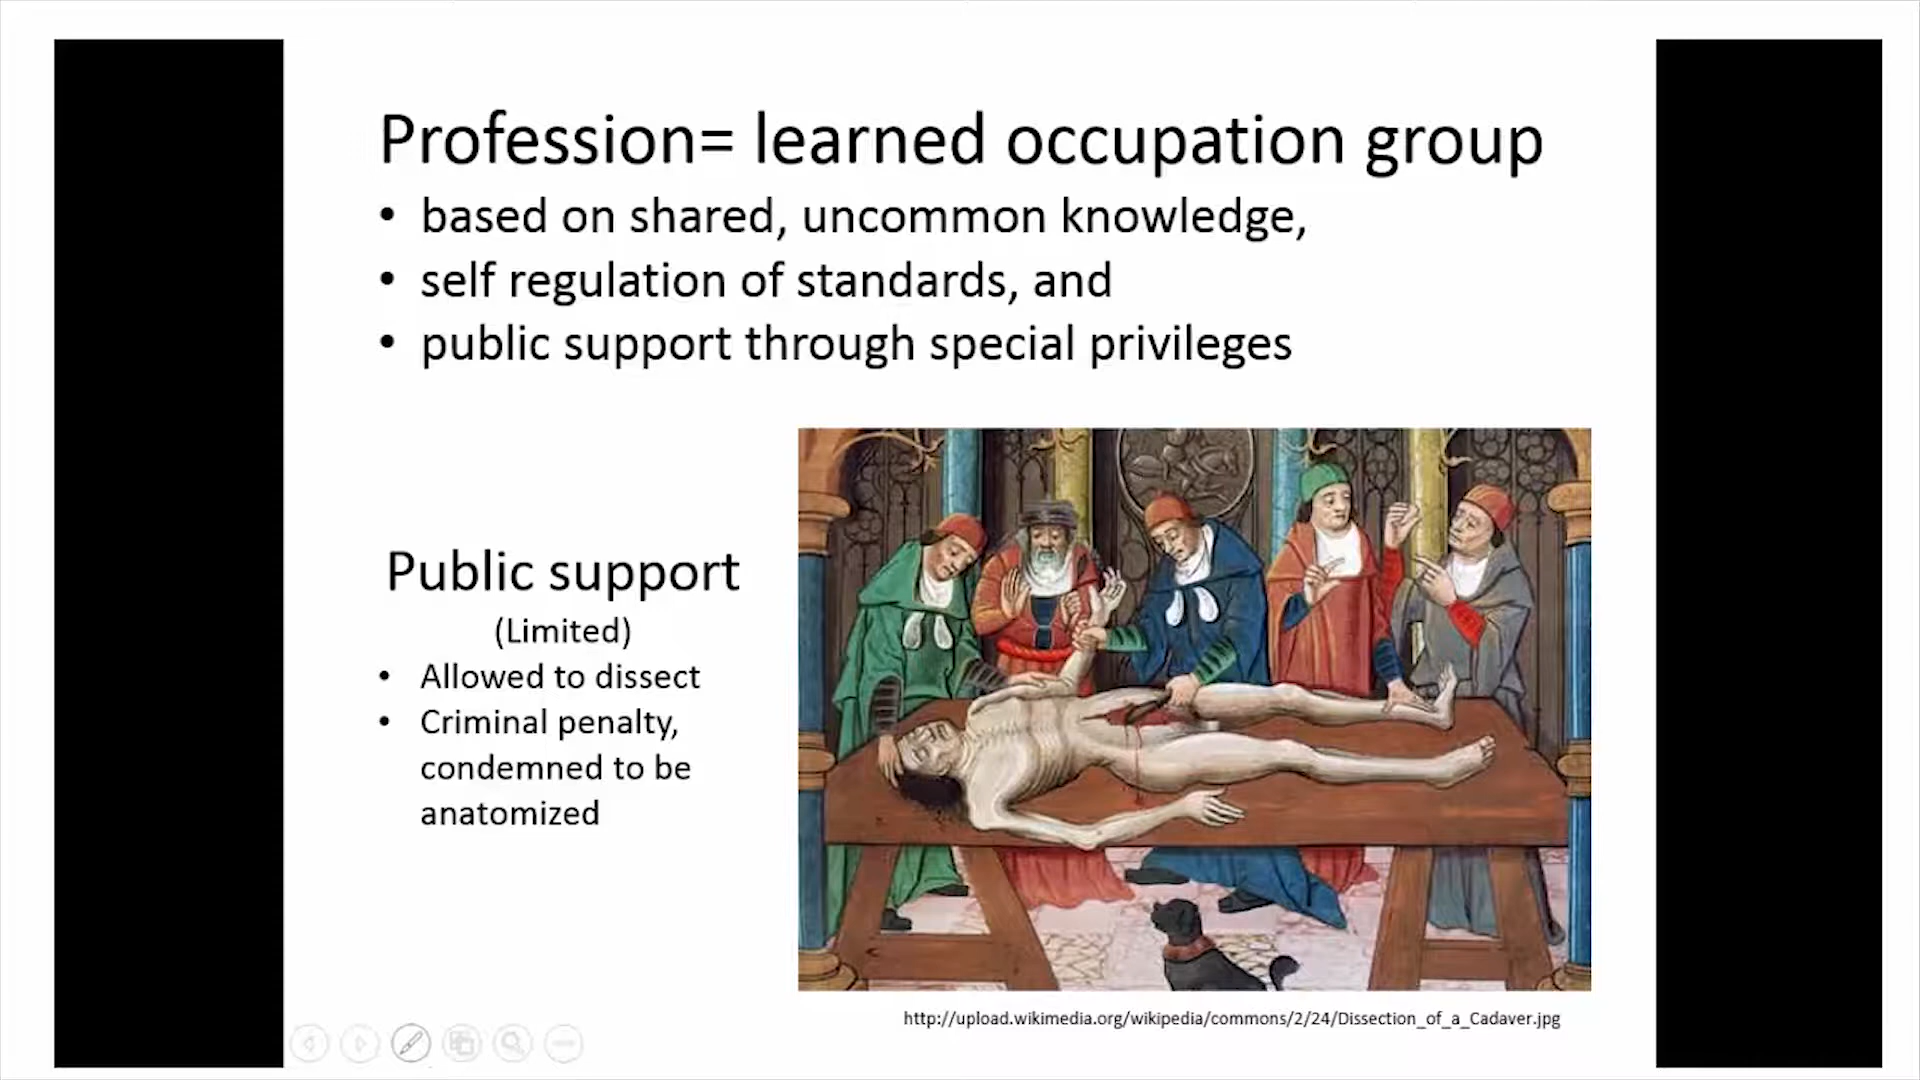 Profession= learned occupation group
• based on shared, uncommon knowledge,
• self regulation of standards, and
• public support through special privileges
Public support
(Limited)
• Allowed to dissect
• Criminal penalty,
condemned to be
anatomized
http://upload.wikimedia.org/wikipedia/commons/2/24/Dissection_of_a_Cadaver.jpg